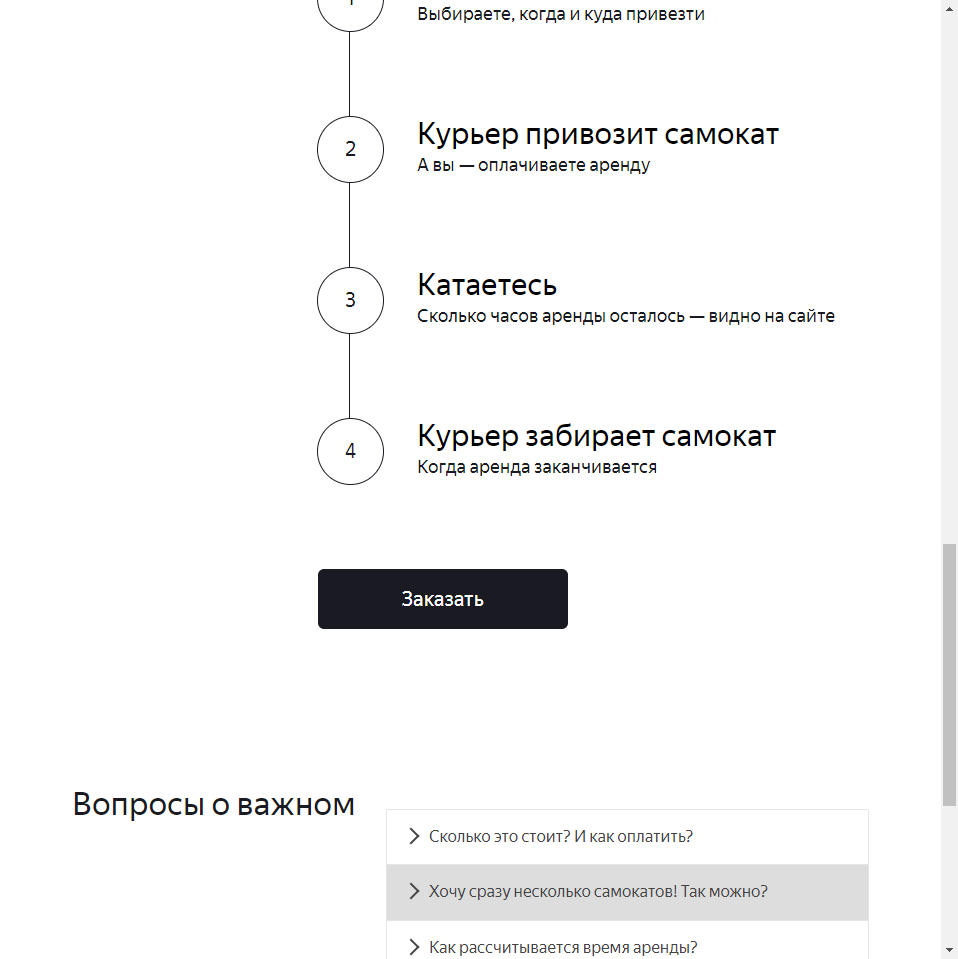 1
Выбираете, когда и куда привезти
2
Курьер привозит самокат
А вы — оплачиваете аренду
3
Катаетесь
Сколько часов аренды осталось — видно на сайте
4
Курьер забирает самокат
Когда аренда заканчивается
Заказать
Вопросы о важном
Сколько это стоит? И как оплатить?
Хочу сразу несколько самокатов! Так можно?
Как рассчитывается время аренды?